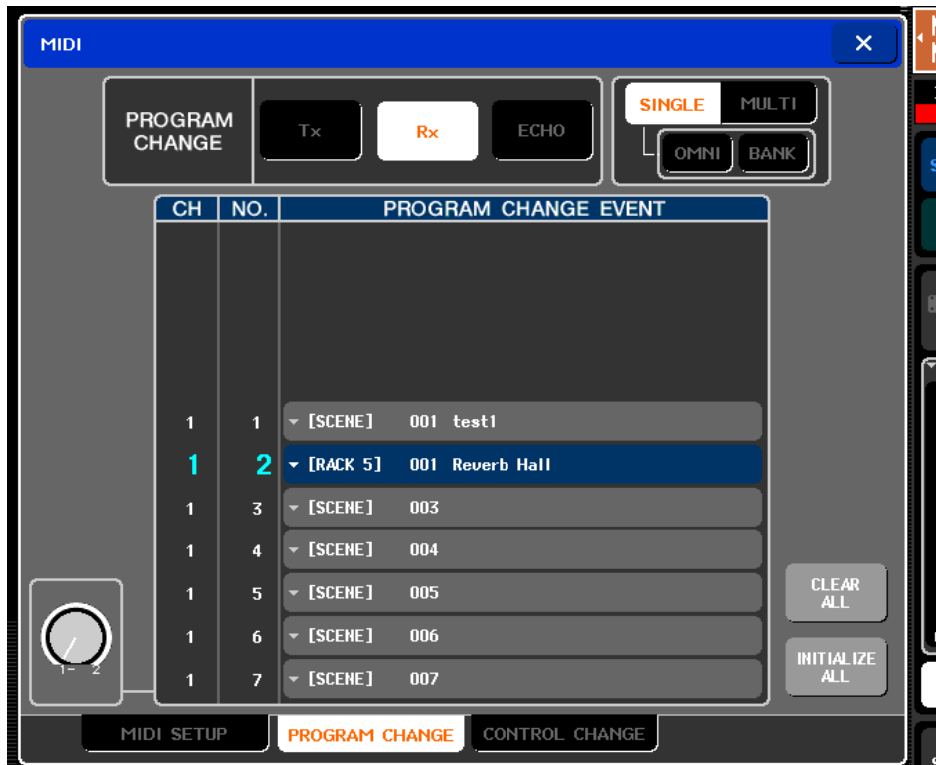 MIDI
PROGRAM
CHANGE
Tx
Rx
ECHO
SINGLE
MULTI
OMNI
BANK
CH NO. PROGRAM CHANGE EVENT
1 1 [SCENE] 001 test1
1 2 [RACK 5] 001 Reverb Hall
1 3 [SCENE] 003
1 4 [SCENE] 004
1 5 [SCENE] 005
1 6 [SCENE] 006
1 7 [SCENE] 007
1- 2
CLEAR
ALL
INITIALIZE
ALL
MIDI SETUP
PROGRAM CHANGE
CONTROL CHANGE